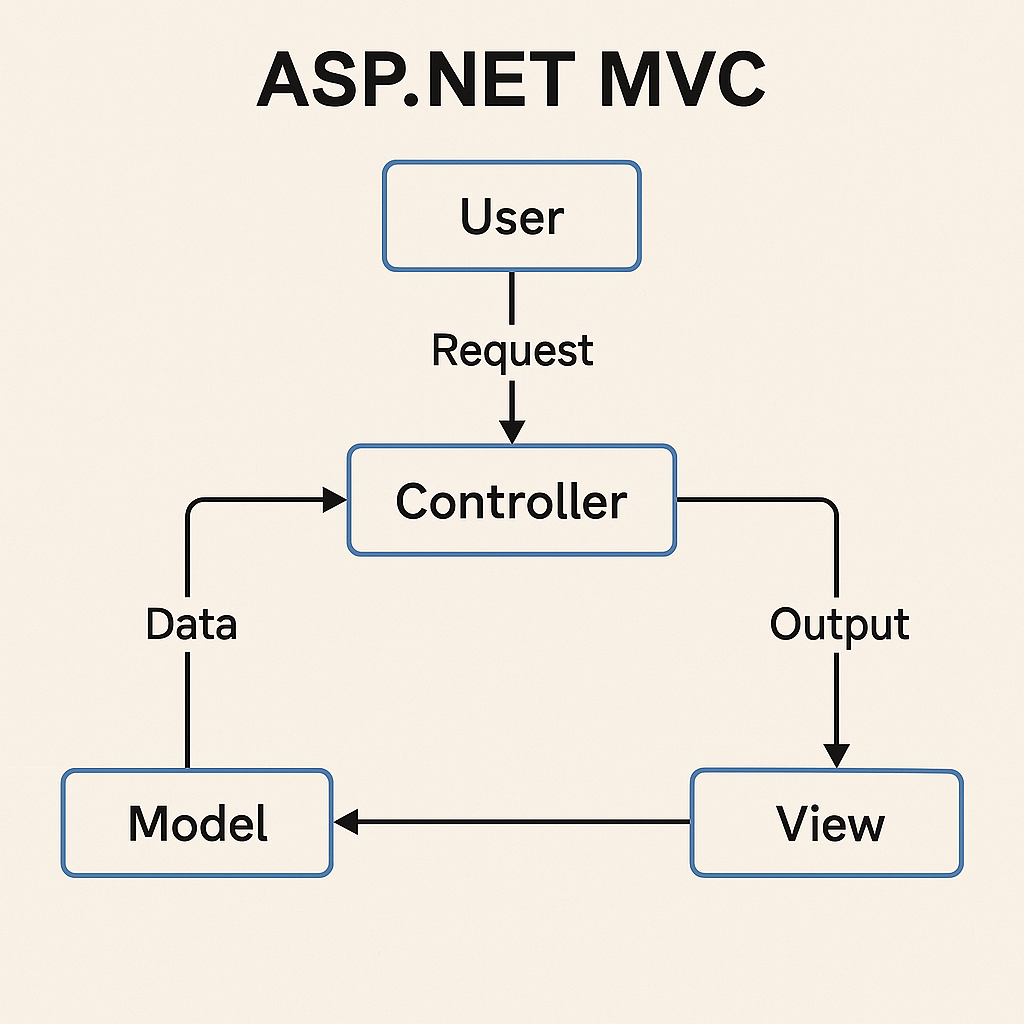 ASP.NET MVC
User
Request
Controller
Data
Output
Model
View